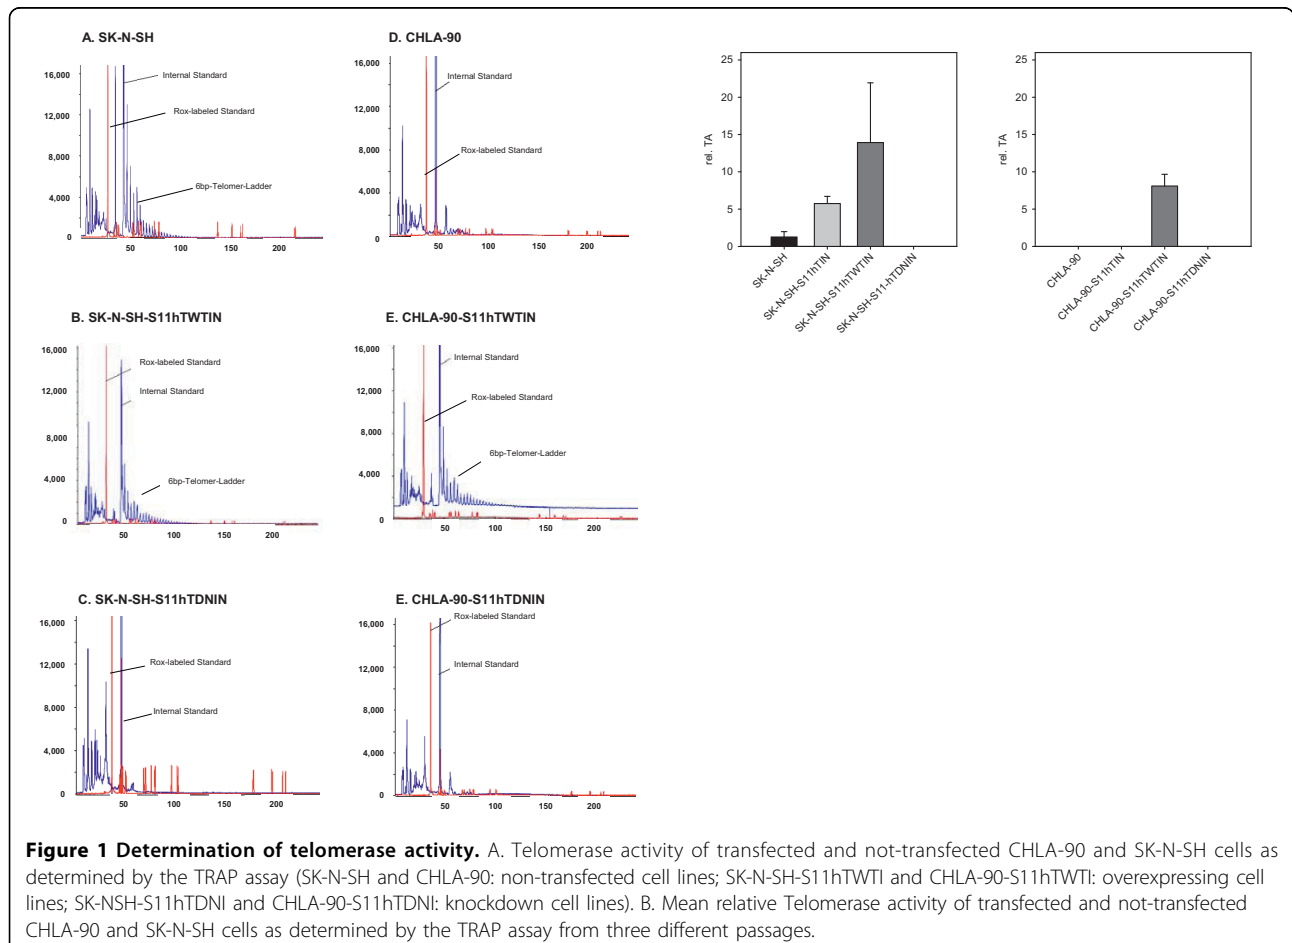 A. SK-N-SH
16,000
12,000
8,000
4,000
0
50
100
150
200
Internal Standard
Rox-labeled Standard
6bp-Telomer-Ladder
D. CHLA-90
16,000
12,000
8,000
4,000
0
50
100
150
200
Internal Standard
Rox-labeled Standard
25
20
15
10
5
0
rel. TA
SK-N-SH
SK-N-SH-S11hTIN
SK-N-SH-S11hTWTIN
SK-N-SH-S11-hTDNIN
25
20
15
10
5
0
rel. TA
CHLA-90
CHLA-90-S11hTIN
CHLA-90-S11hTWTIN
CHLA-90-S11hTDNIN
B. SK-N-SH-S11hTWTIN
16,000
12,000
8,000
4,000
0
50
100
150
200
Rox-labeled Standard
Internal Standard
6bp-Telomer-Ladder
E. CHLA-90-S11hTWTIN
16,000
12,000
8,000
4,000
0
50
100
150
200
Internal Standard
Rox-labeled Standard
6bp-Telomer-Ladder
C. SK-N-SH-S11hTDNIN
16,000
12,000
8,000
4,000
0
50
100
150
200
Rox-labeled Standard
Internal Standard
E. CHLA-90-S11hTDNIN
16,000
12,000
8,000
4,000
0
50
100
150
200
Rox-labeled Standard
Internal Standard
Figure 1 Determination of telomerase activity. A. Telomerase activity of transfected and not-transfected CHLA-90 and SK-N-SH cells as
determined by the TRAP assay (SK-N-SH and CHLA-90: non-transfected cell lines; SK-N-SH-S11hTWTI and CHLA-90-S11hTWTI: overexpressing cell
lines; SK-NSH-S11hTDNI and CHLA-90-S11hTDNI: knockdown cell lines). B. Mean relative Telomerase activity of transfected and not-transfected
CHLA-90 and SK-N-SH cells as determined by the TRAP assay from three different passages.